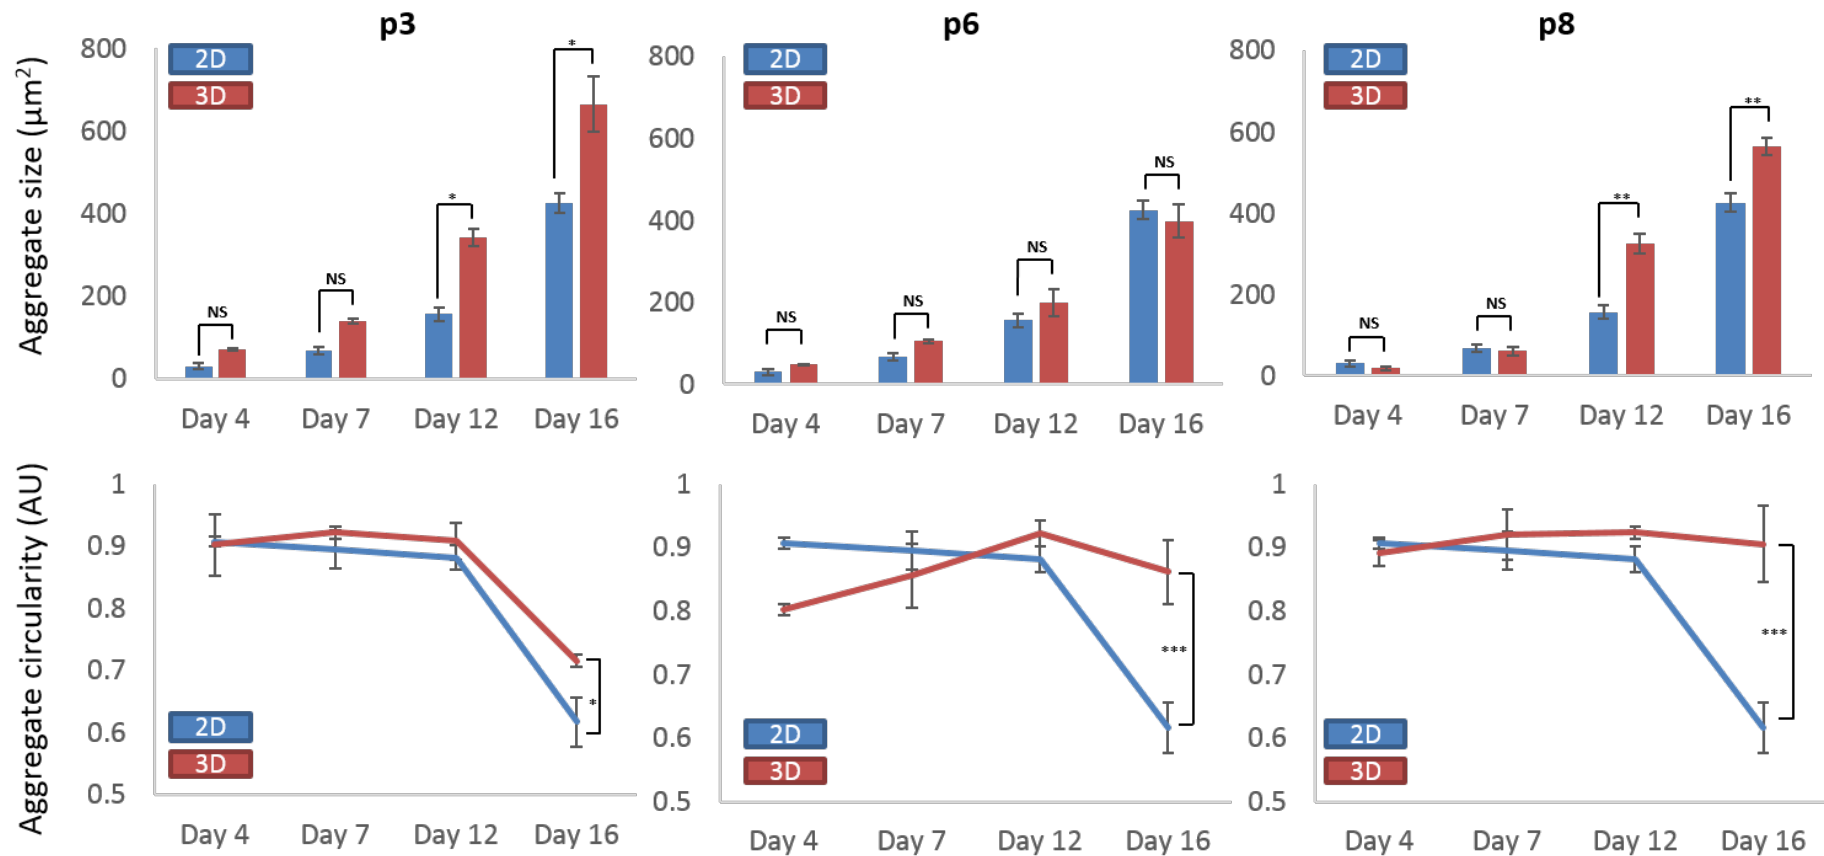 p3 p6 p8
Aggregate size (µm²)
800
600
400
200
0
2D
3D
NS
NS
*
*
Day 4 Day 7 Day 12 Day 16
800
600
400
200
0
2D
3D
NS
NS
NS
NS
Day 4 Day 7 Day 12 Day 16
800
600
400
200
0
2D
3D
NS
NS
**
**
Day 4 Day 7 Day 12 Day 16
Aggregate circularity (AU)
1
0.9
0.8
0.7
0.6
0.5
*
2D
3D
Day 4 Day 7 Day 12 Day 16
1
0.9
0.8
0.7
0.6
0.5
***
2D
3D
Day 4 Day 7 Day 12 Day 16
1
0.9
0.8
0.7
0.6
0.5
***
2D
3D
Day 4 Day 7 Day 12 Day 16